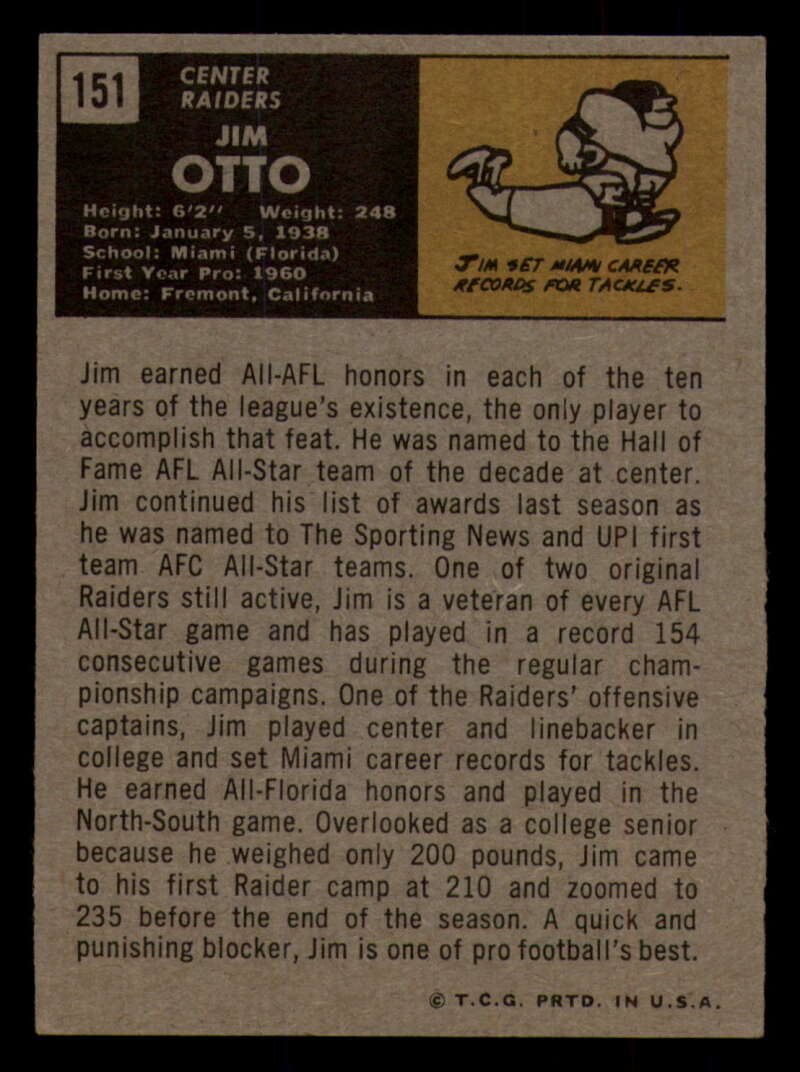 151
CENTER
RAIDERS
JIM
OTTO
Height: 6'2" Weight: 248
Born: January 5, 1938
School: Miami (Florida)
First Year Pro: 1960
Home: Fremont, California
JIM SET MIAMI CAREER
RECORDS FOR TACKLES.
Jim earned All-AFL honors in each of the ten
years of the league's existence, the only player to
accomplish that feat. He was named to the Hall of
Fame AFL All-Star team of the decade at center.
Jim continued his list of awards last season as
he was named to The Sporting News and UPI first
team AFC All-Star teams. One of two original
Raiders still active, Jim is a veteran of every AFL
All-Star game and has played in a record 154
consecutive games during the regular cham-
pionship campaigns. One of the Raiders' offensive
captains, Jim played center and linebacker in
college and set Miami career records for tackles.
He earned All-Florida honors and played in the
North-South game. Overlooked as a college senior
because he weighed only 200 pounds, Jim came
to his first Raider camp at 210 and zoomed to
235 before the end of the season. A quick and
punishing blocker, Jim is one of pro football's best.
© T.C.G. PRTD. IN U.S.A.